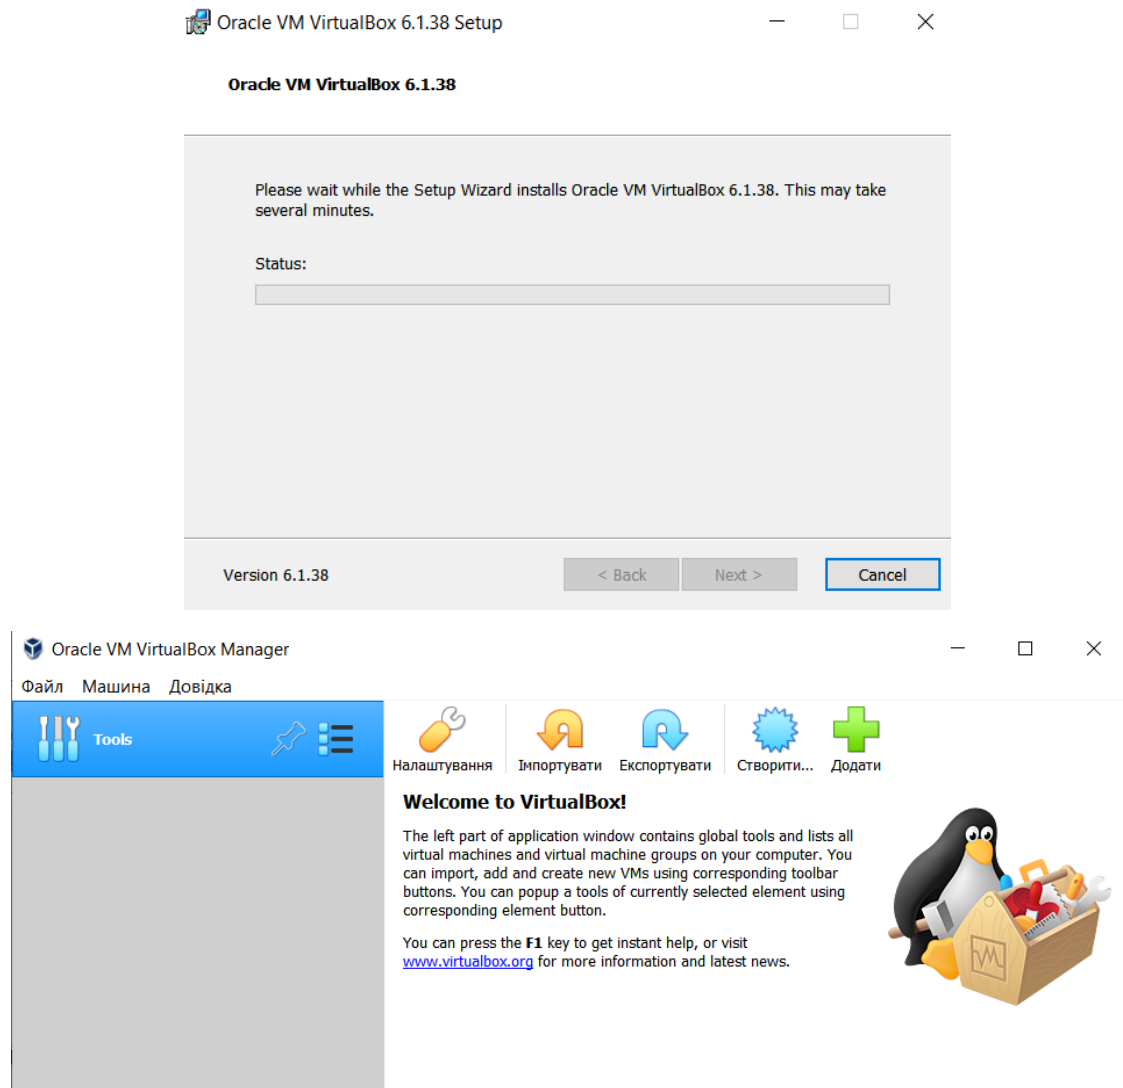 Oracle VM VirtualBox 6.1.38 Setup
Oracle VM VirtualBox 6.1.38
Please wait while the Setup Wizard installs Oracle VM VirtualBox 6.1.38. This may take
several minutes.
Status:
Version 6.1.38
< Back Next > Cancel
Oracle VM VirtualBox Manager
Файл Машина Довідка
Tools
Налаштування Імпортувати Експортувати Створити... Додати
Welcome to VirtualBox!
The left part of application window contains global tools and lists all
virtual machines and virtual machine groups on your computer. You
can import, add and create new VMs using corresponding toolbar
buttons. You can popup a tools of currently selected element using
corresponding element button.
You can press the F1 key to get instant help, or visit
www.virtualbox.org for more information and latest news.